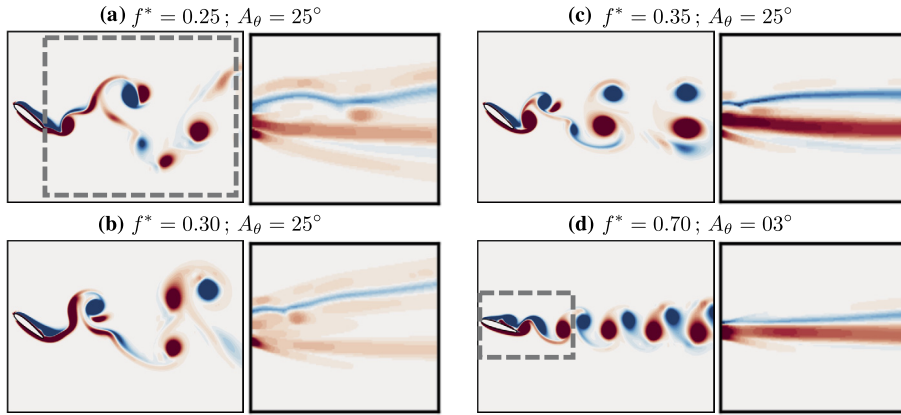 (a) f* = 0.25 ; A_θ = 25°
(c) f* = 0.35 ; A_θ = 25°
(b) f* = 0.30 ; A_θ = 25°
(d) f* = 0.70 ; A_θ = 03°